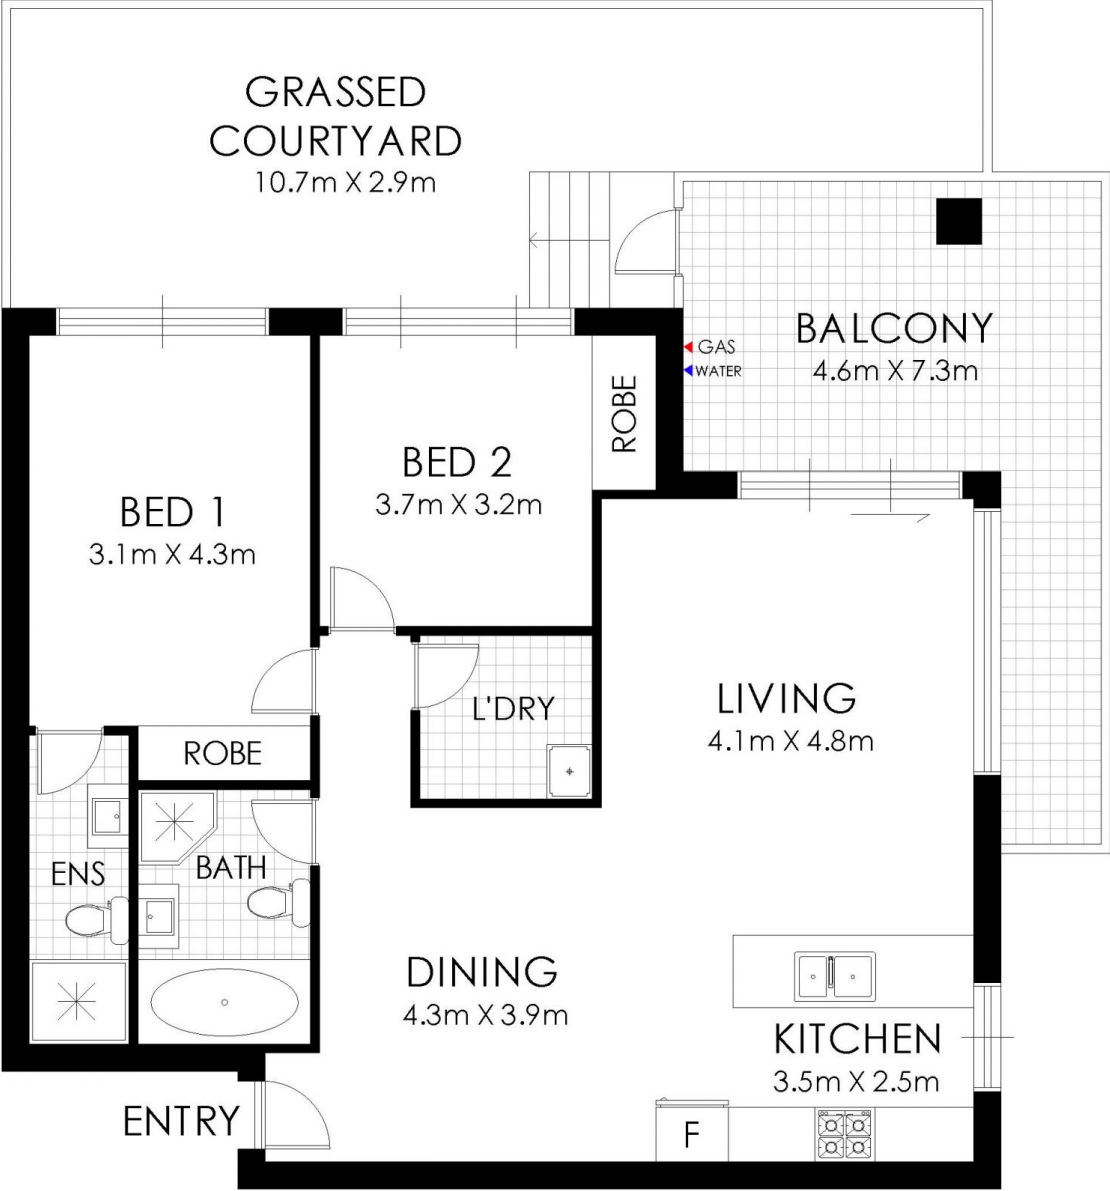 GRASSED
COURTYARD
10.7m X 2.9m
BALCONY
4.6m X 7.3m
GAS
WATER
ROBE
BED 2
3.7m X 3.2m
BED 1
3.1m X 4.3m
LIVING
4.1m X 4.8m
L'DRY
ROBE
ENS
BATH
DINING
4.3m X 3.9m
KITCHEN
3.5m X 2.5m
ENTRY
F